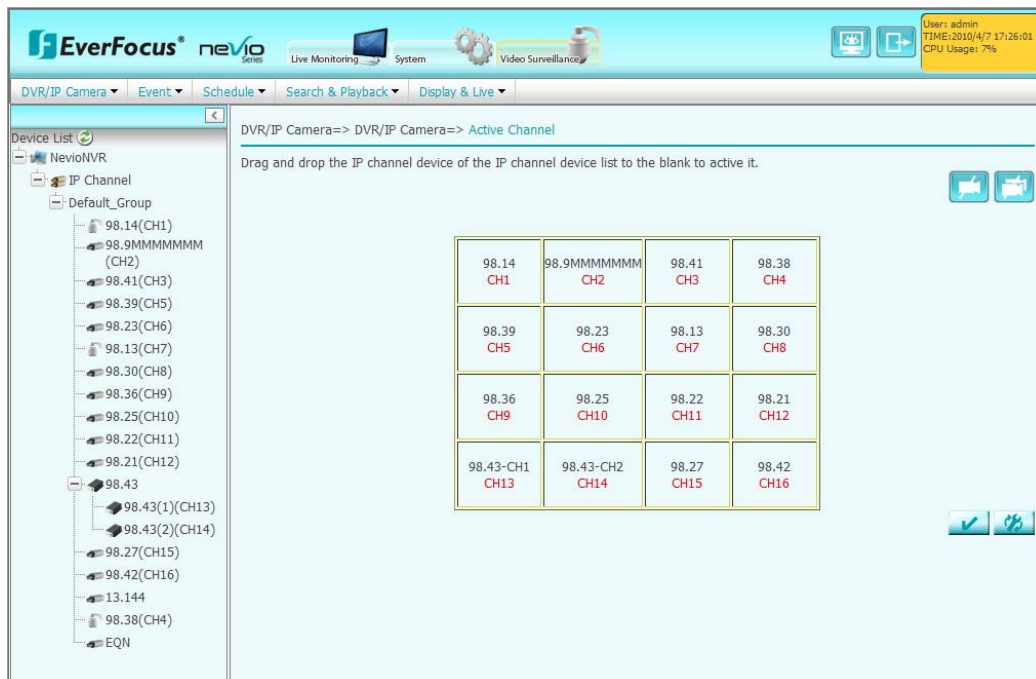 EverFocus® nevio Series
Live Monitoring System Video Surveillance
User: admin
TIME:2010/4/7 17:26:01
CPU Usage: 7%
DVR/IP Camera Event Schedule Search & Playback Display & Live
<
Device List
NevioNVR
IP Channel
Default_Group
98.14(CH1)
98.9MMMMMMM
(CH2)
98.41(CH3)
98.39(CH5)
98.23(CH6)
98.13(CH7)
98.30(CH8)
98.36(CH9)
98.25(CH10)
98.22(CH11)
98.21(CH12)
98.43
98.43(1)(CH13)
98.43(2)(CH14)
98.27(CH15)
98.42(CH16)
13.144
98.38(CH4)
EQN
DVR/IP Camera=> DVR/IP Camera=> Active Channel
Drag and drop the IP channel device of the IP channel device list to the blank to active it.
98.14 98.9MMMMMMM 98.41 98.38
CH1 CH2 CH3 CH4
98.39 98.23 98.13 98.30
CH5 CH6 CH7 CH8
98.36 98.25 98.22 98.21
CH9 CH10 CH11 CH12
98.43-CH1 98.43-CH2 98.27 98.42
CH13 CH14 CH15 CH16